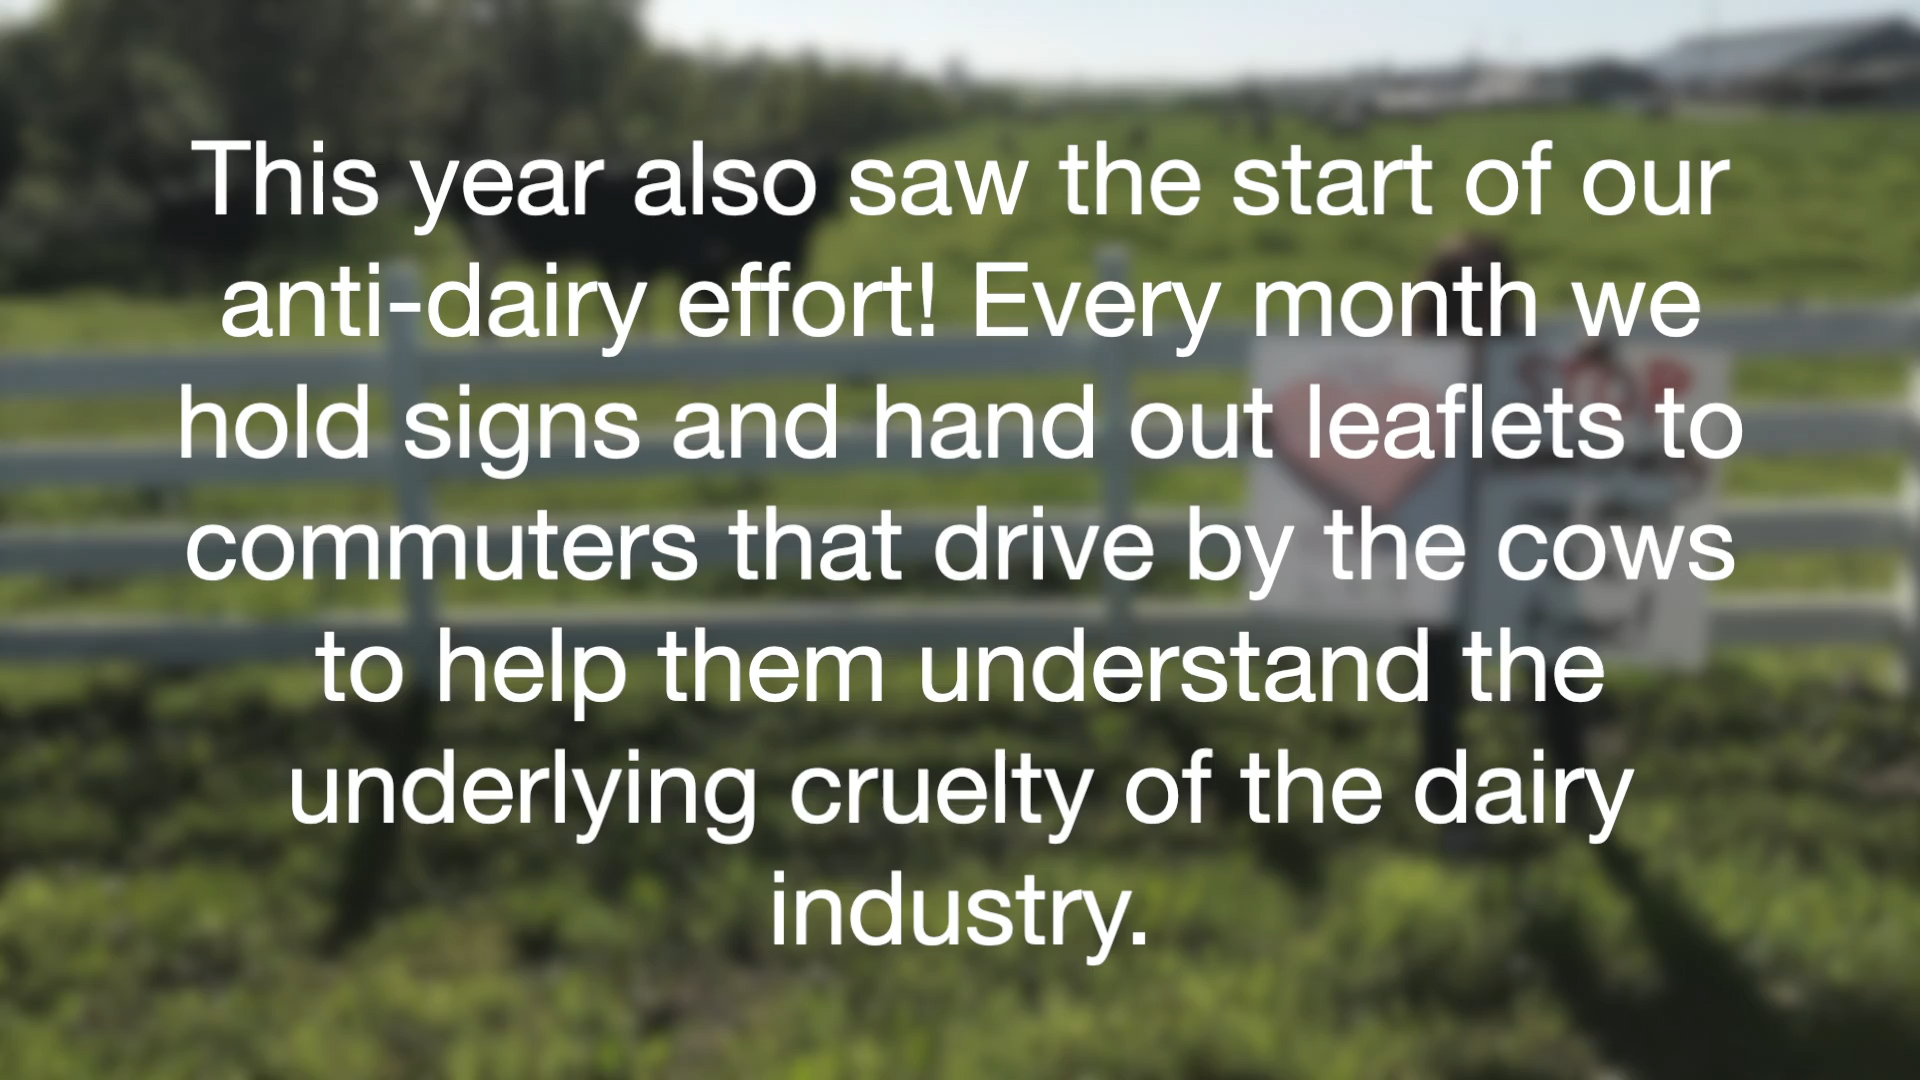 This year also saw the start of our
anti-dairy effort! Every month we
hold signs and hand out leaflets to
commuters that drive by the cows
to help them understand the
underlying cruelty of the dairy
industry.